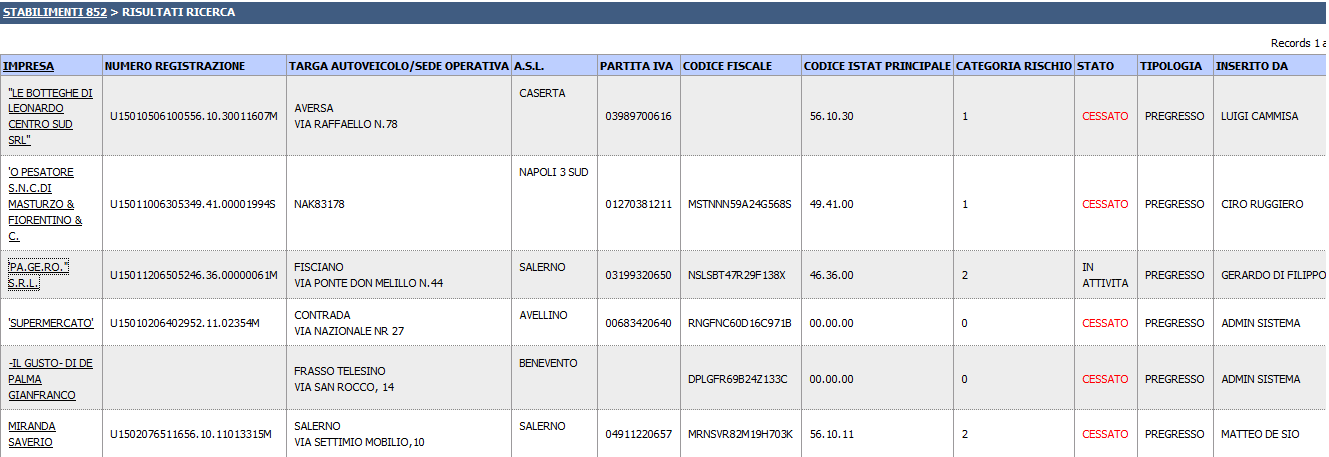 STABILIMENTI 852 > RISULTATI RICERCA
Records 1 a
IMPRESA NUMERO REGISTRAZIONE TARGA AUTOVEICOLO/SEDE OPERATIVA A.S.L. PARTITA IVA CODICE FISCALE CODICE ISTAT PRINCIPALE CATEGORIA RISCHIO STATO TIPOLOGIA INSERITO DA
"LE BOTTEGHE DI
LEONARDO
CENTRO SUD
SRL"
U15010506100556.10.30011607M
AVERSA
VIA RAFFAELLO N.78
CASERTA
03989700616
56.10.30
1
CESSATO
PREGRESSO
LUIGI CAMMISA
'O PESATORE
S.N.C.DI
MASTURZO &
FIORENTINO &
C.
U15011006305349.41.00001994S
NAK83178
NAPOLI 3 SUD
01270381211
MSTNNN59A24G568S
49.41.00
1
CESSATO
PREGRESSO
CIRO RUGGIERO
'PA.GE.RO."
S.R.L.
U15011206505246.36.00000061M
FISCIANO
VIA PONTE DON MELILLO N.44
SALERNO
03199320650
NSLSBT47R29F138X
46.36.00
2
IN
ATTIVITA
PREGRESSO
GERARDO DI FILIPPO
'SUPERMERCATO'
U15010206402952.11.02354M
CONTRADA
VIA NAZIONALE NR 27
AVELLINO
00683420640
RNGFNC60D16C971B
00.00.00
0
CESSATO
PREGRESSO
ADMIN SISTEMA
-IL GUSTO- DI DE
PALMA
GIANFRANCO
FRASSO TELESINO
VIA SAN ROCCO, 14
BENEVENTO
DPLGFR69B24Z133C
00.00.00
0
CESSATO
PREGRESSO
ADMIN SISTEMA
MIRANDA
SAVERIO
U1502076511656.10.11013315M
SALERNO
VIA SETTIMIO MOBILIO,10
SALERNO
04911220657
MRNSVR82M19H703K
56.10.11
2
CESSATO
PREGRESSO
MATTEO DE SIO